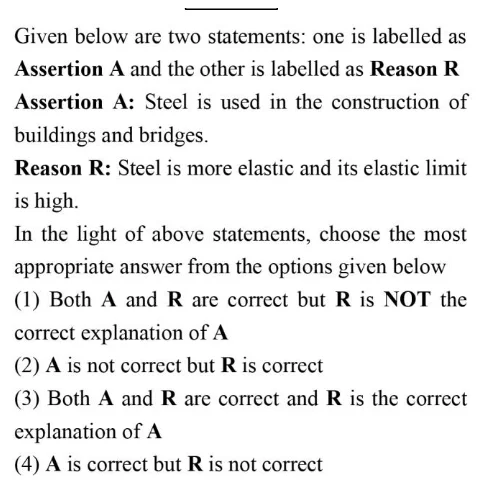 Given below are two statements: one is labelled as
Assertion A and the other is labelled as Reason R
Assertion A: Steel is used in the construction of
buildings and bridges.
Reason R: Steel is more elastic and its elastic limit
is high.
In the light of above statements, choose the most
appropriate answer from the options given below
(1) Both A and R are correct but R is NOT the
correct explanation of A
(2) A is not correct but R is correct
(3) Both A and R are correct and R is the correct
explanation of A
(4) A is correct but R is not correct